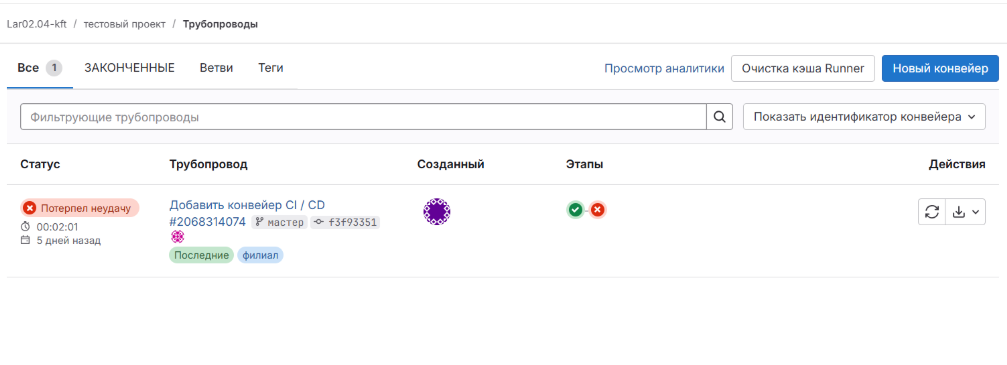 Lar02.04-kft / тестовый проект / Трубопроводы
Все 1 ЗАКОНЧЕННЫЕ Ветви Теги Просмотр аналитики Очистка кэша Runner Новый конвейер
Фильтрующие трубопроводы Показать идентификатор конвейера
Статус Трубопровод Созданный Этапы Действия
Потерпел неудачу Добавить конвейер CI / CD
00:02:01 #2068314074 мастер f3f93351
5 дней назад
Последние филиал